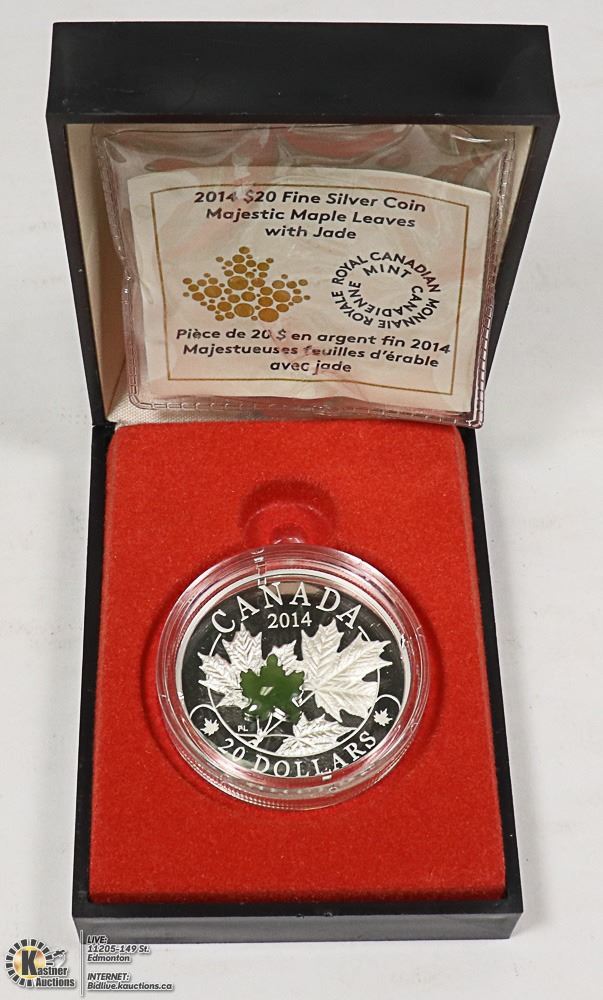 2014 $20 Fine Silver Coin
Majestic Maple Leaves
with Jade
ROYAL CANADIAN MINT
MONNAIE ROYALE CANADIENNE
Pièce de 20 $ en argent fin 2014
Majestueuses feuilles d'érable
avec jade
CANADA
2014
PL
20 DOLLARS
Kastner
Auctions
LIVE:
11205-149 St.
Edmonton
INTERNET:
Bidlive.kauctions.ca